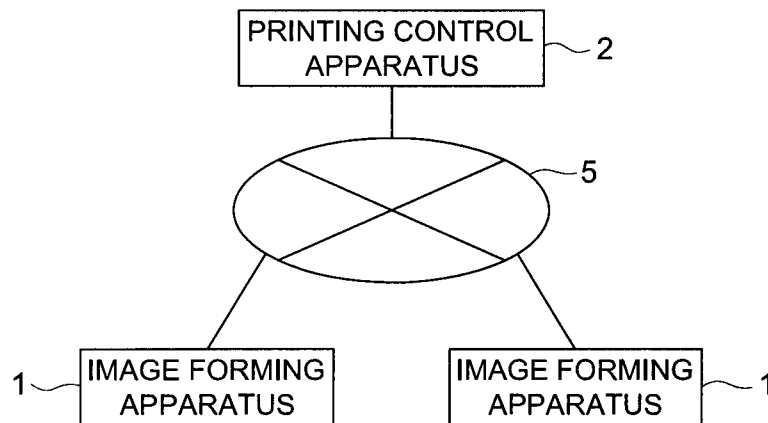 PRINTING CONTROL
APPARATUS
2
5
1
IMAGE FORMING
APPARATUS
IMAGE FORMING
APPARATUS
1